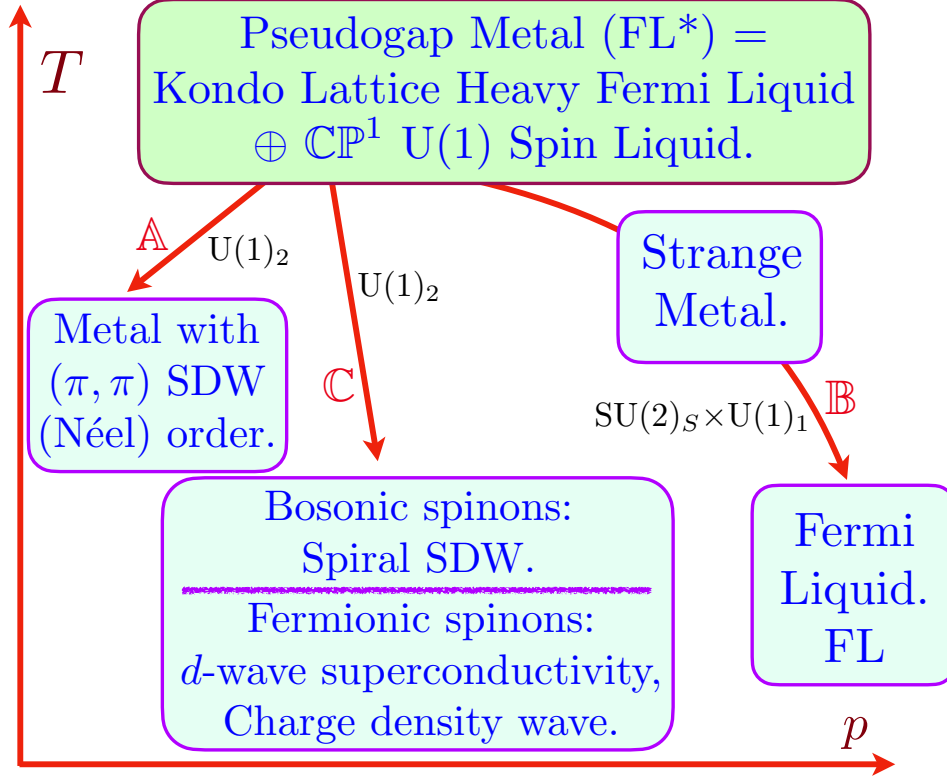 T
Pseudogap Metal (FL*) =
Kondo Lattice Heavy Fermi Liquid
⊕ ℂℙ¹ U(1) Spin Liquid.
𝔸
U(1)₂
U(1)₂
Strange
Metal.
Metal with
(π, π) SDW
(Néel) order.
ℂ
𝔹
SU(2)_S×U(1)₁
Bosonic spinons:
Spiral SDW.
Fermionic spinons:
d-wave superconductivity,
Charge density wave.
Fermi
Liquid.
FL
p